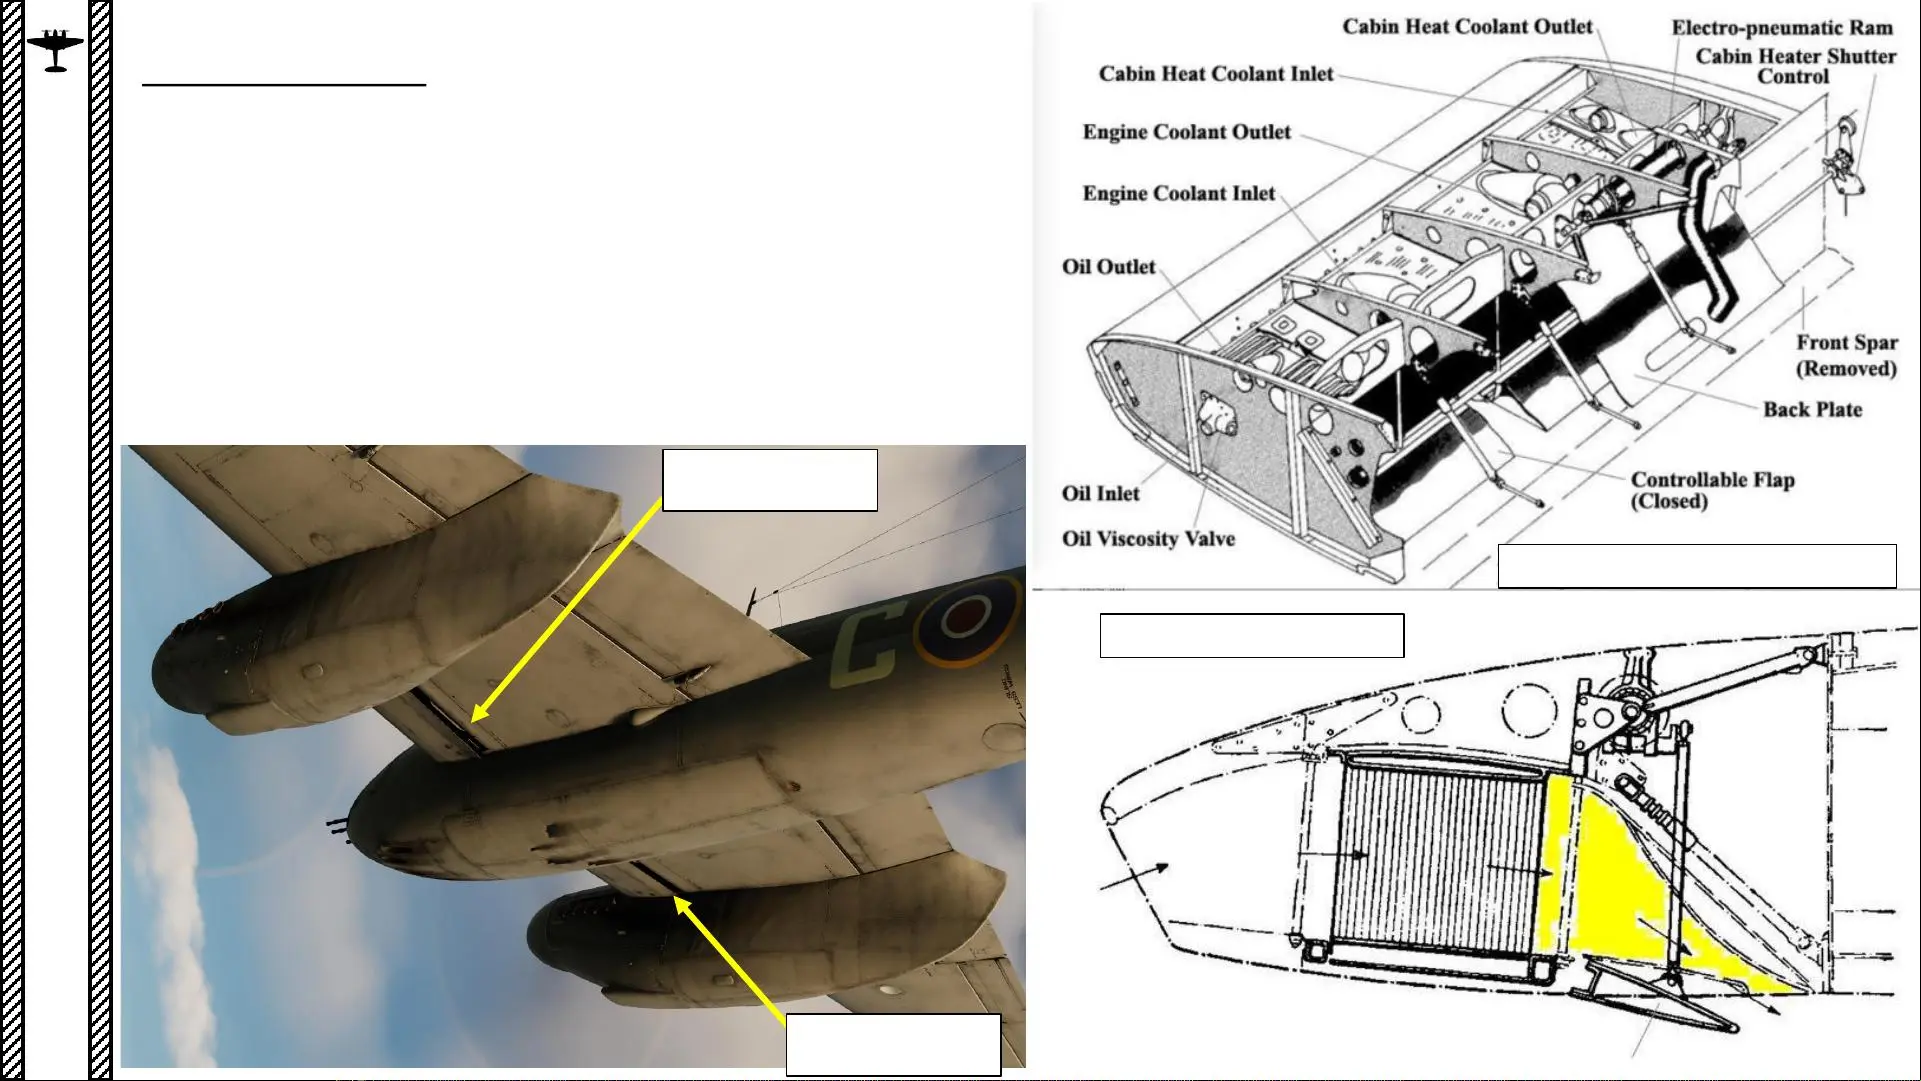 Cabin Heat Coolant Outlet
Electro-pneumatic Ram
Cabin Heater Shutter
Control
Cabin Heat Coolant Inlet
Engine Coolant Outlet
Engine Coolant Inlet
Oil Outlet
Front Spar
(Removed)
Back Plate
Controllable Flap
(Closed)
Oil Inlet
Oil Viscosity Valve
C